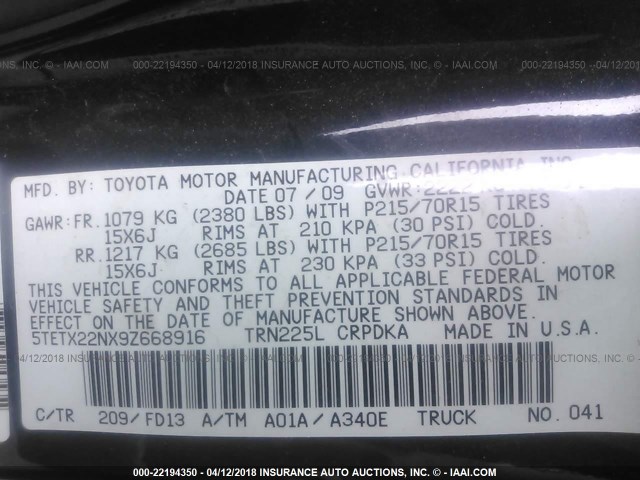 000-22194350 - 04/12/2018 INSURANCE AUTO AUCTIONS, INC. - © IAAI.COM
MFD. BY: TOYOTA MOTOR MANUFACTURING CALIFORNIA INC
DATE 07 / 09 GVWR:
GAWR:FR. 1079 KG (2380 LBS) WITH P215/70R15 TIRES
15X6J RIMS AT 210 KPA (30 PSI) COLD.
RR. 1217 KG (2685 LBS) WITH P215/70R15 TIRES
15X6J RIMS AT 230 KPA (33 PSI) COLD.
THIS VEHICLE CONFORMS TO ALL APPLICABLE FEDERAL MOTOR
VEHICLE SAFETY AND THEFT PREVENTION STANDARDS IN
EFFECT ON THE DATE OF MANUFACTURE SHOWN ABOVE.
5TETX22NX9Z668916 TRN225L CRPDKA MADE IN U.S.A.
C/TR 209/FD13 A/TM A01A/A340E TRUCK NO. 041
000-22194350 - 04/12/2018 INSURANCE AUTO AUCTIONS, INC. - © IAAI.COM